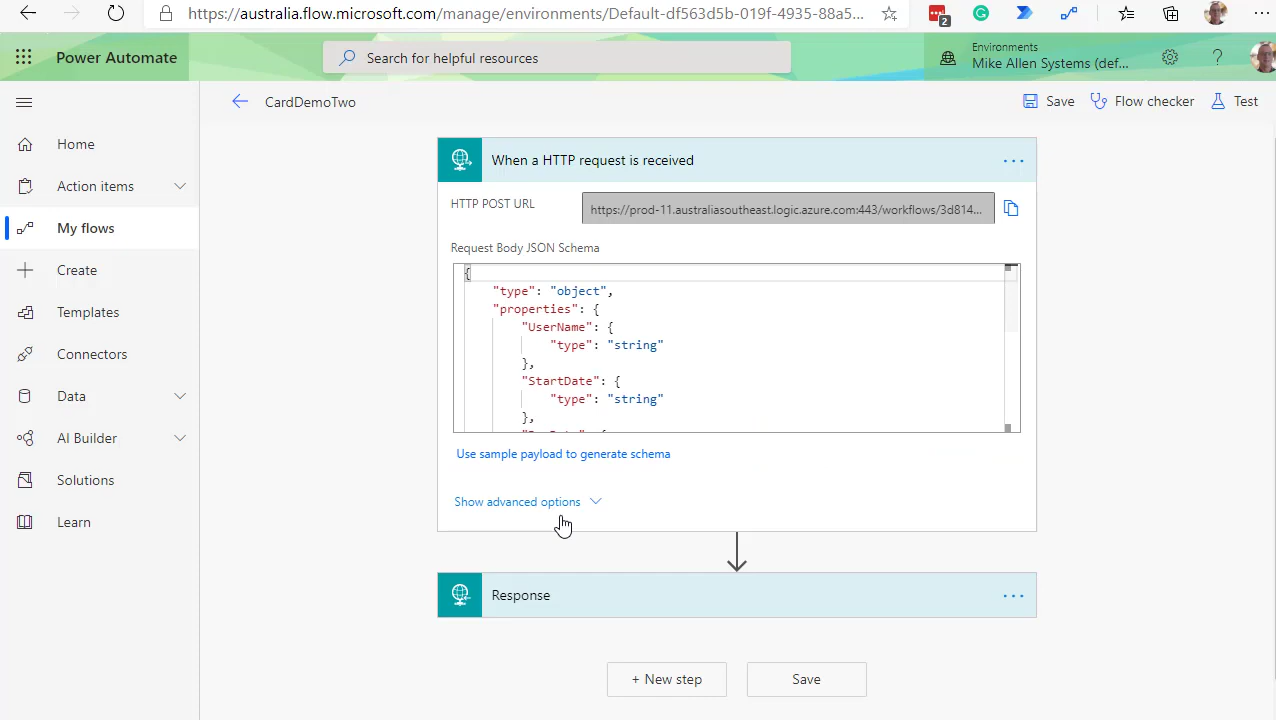 https://australia.flow.microsoft.com/manage/environments/Default-df563d5b-019f-4935-88a5...
2
Power Automate
Search for helpful resources
Environments
Mike Allen Systems (def...
?
CardDemoTwo
Save
Flow checker
Test
Home
Action items
My flows
Create
Templates
Connectors
Data
AI Builder
Solutions
Learn
When a HTTP request is received
HTTP POST URL
https://prod-11.australiasoutheast.logic.azure.com:443/workflows/3d814...
Request Body JSON Schema
{
"type": "object",
"properties": {
"UserName": {
"type": "string"
},
"StartDate": {
"type": "string"
},
Use sample payload to generate schema
Show advanced options
Response
+ New step
Save